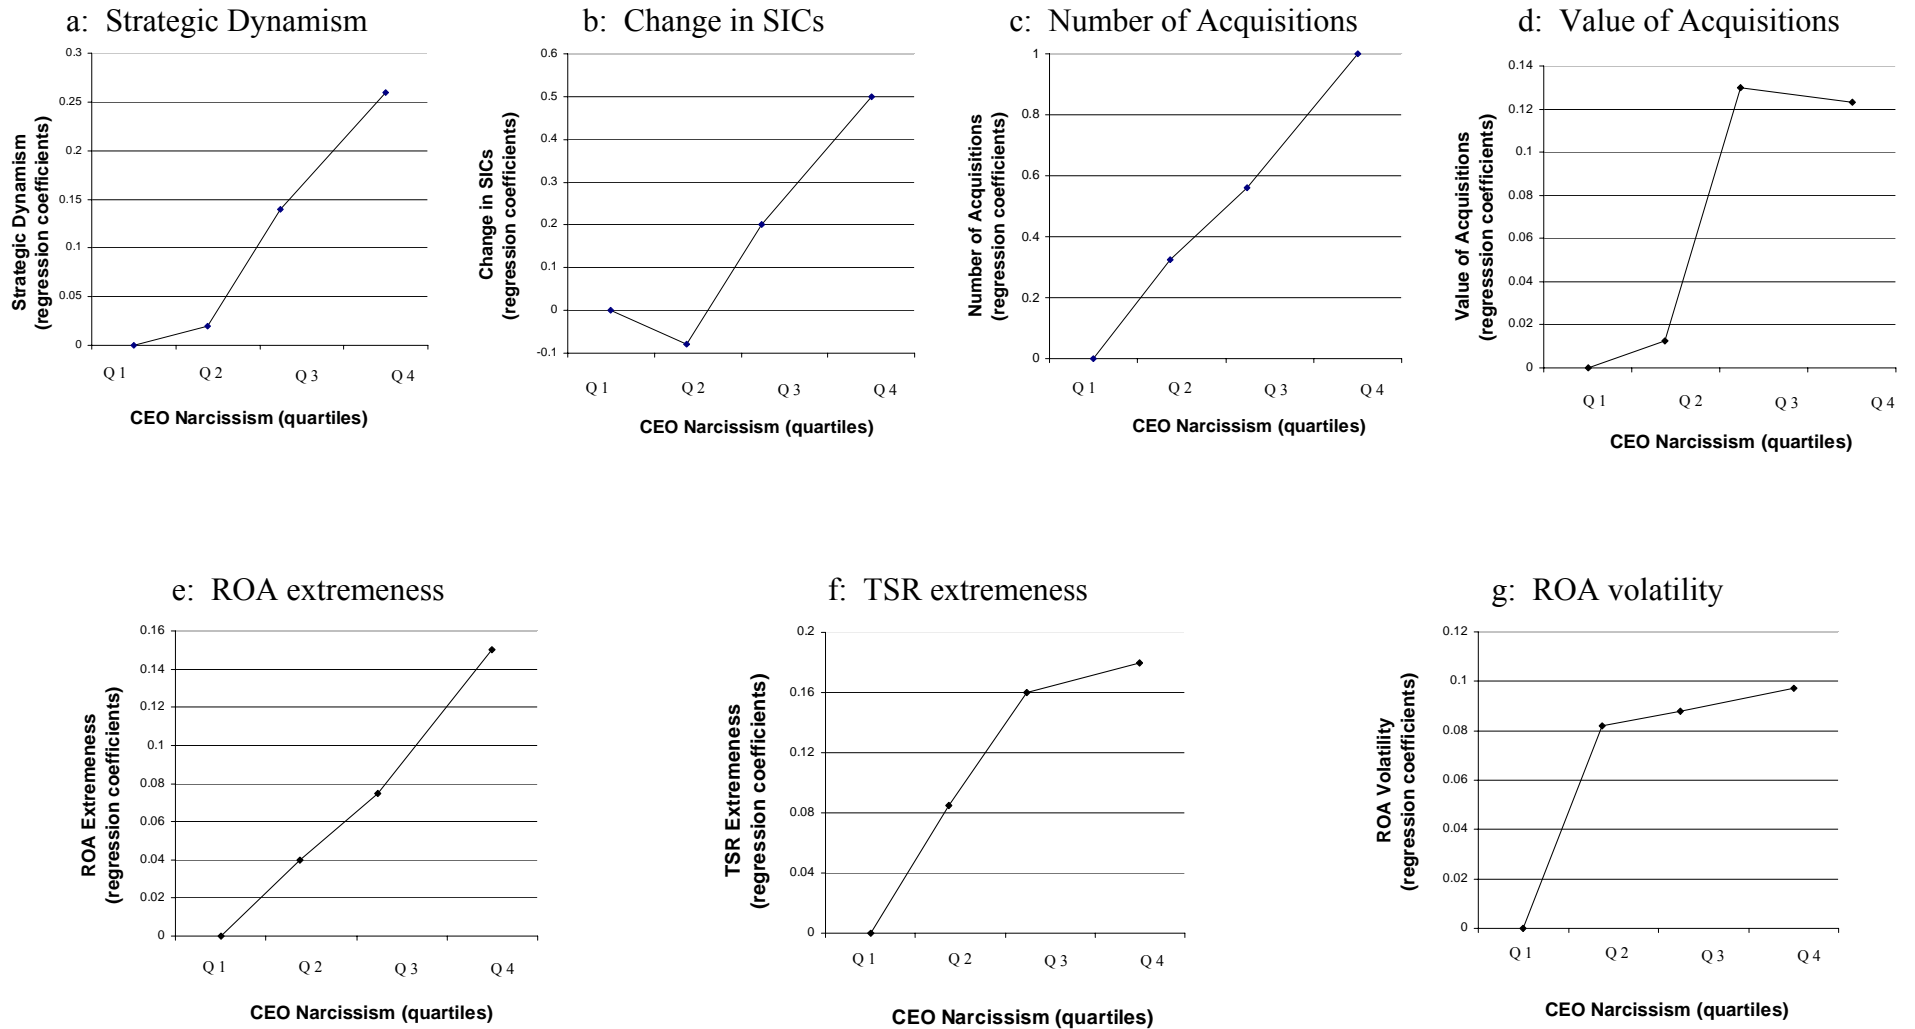 a: Strategic Dynamism
0.3
0.25
0.2
0.15
0.1
0.05
0
Strategic Dynamism
(regression coefficients)
Q 1 Q 2 Q 3 Q 4
CEO Narcissism (quartiles)
b: Change in SICs
0.6
0.5
0.4
0.3
0.2
0.1
0
-0.1
Change in SICs
(regression coefficients)
Q 1 Q 2 Q 3 Q 4
CEO Narcissism (quartiles)
c: Number of Acquisitions
1
0.8
0.6
0.4
0.2
0
Number of Acquisitions
(regression coefficients)
Q 1 Q 2 Q 3 Q 4
CEO Narcissism (quartiles)
d: Value of Acquisitions
0.14
0.12
0.1
0.08
0.06
0.04
0.02
0
Value of Acquisitions
(regresssion coefficients)
Q 1 Q 2 Q 3 Q 4
CEO Narcissism (quartiles)
e: ROA extremeness
0.16
0.14
0.12
0.1
0.08
0.06
0.04
0.02
0
ROA Extremeness
(regression coefficients)
Q 1 Q 2 Q 3 Q 4
CEO Narcissism (quartiles)
f: TSR extremeness
0.2
0.16
0.12
0.08
0.04
0
TSR Extremeness
(regression coefficients)
Q 1 Q 2 Q 3 Q 4
CEO Narcissism (quartiles)
g: ROA volatility
0.12
0.1
0.08
0.06
0.04
0.02
0
ROA Volatility
(regression coefficients)
Q 1 Q 2 Q 3 Q 4
CEO Narcissism (quartiles)